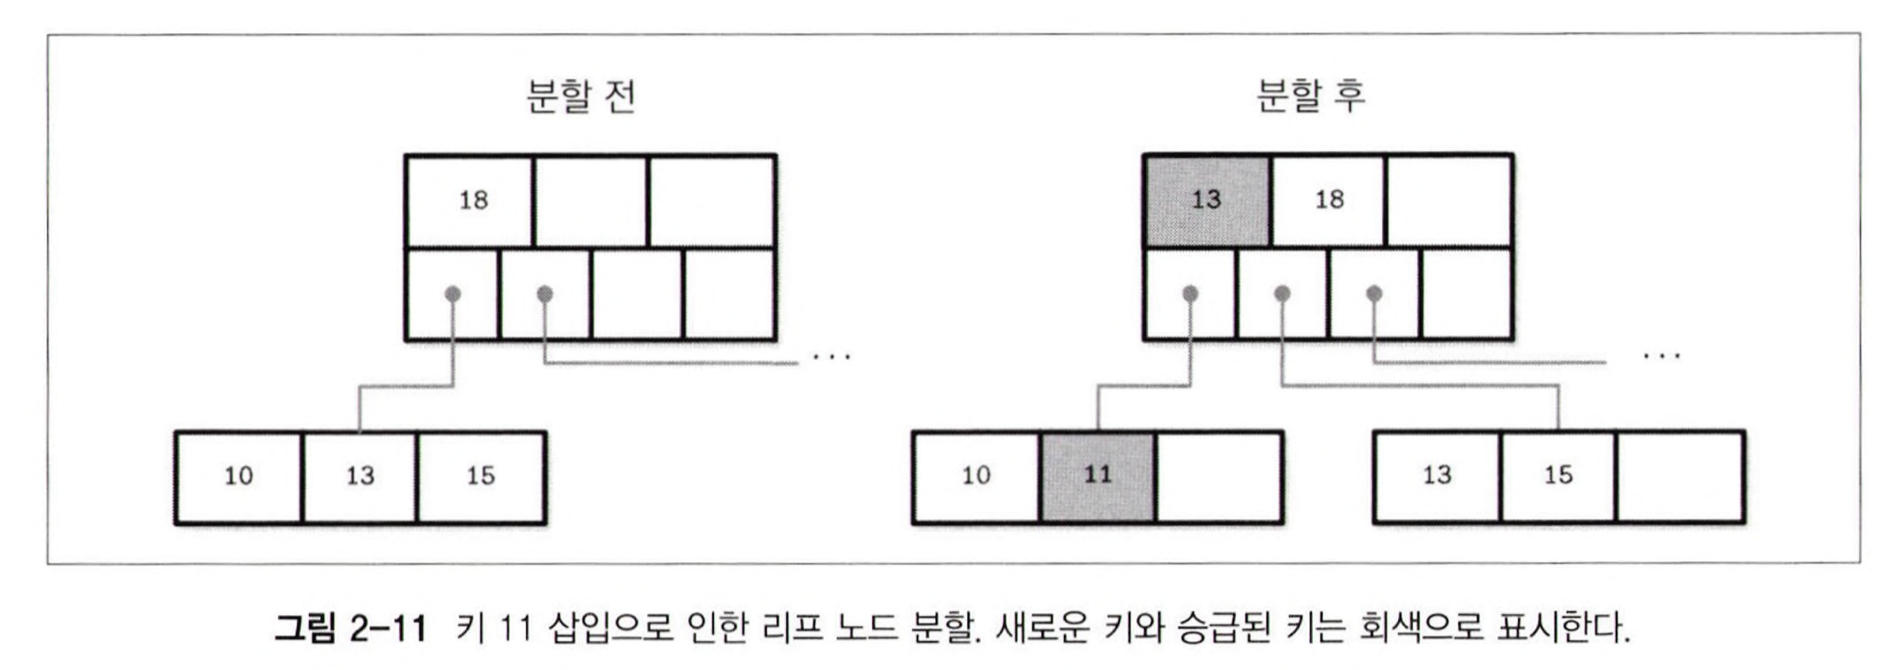 분할 전
분할 후
18
13 18
...
...
10 13 15
10 11
13 15
그림 2-11 키 11 삽입으로 인한 리프 노드 분할. 새로운 키와 승급된 키는 회색으로 표시한다.